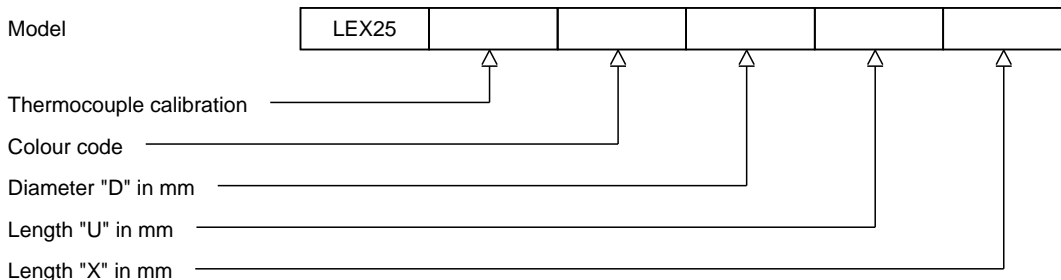 Model LEX25
Thermocouple calibration
Colour code
Diameter "D" in mm
Length "U" in mm
Length "X" in mm